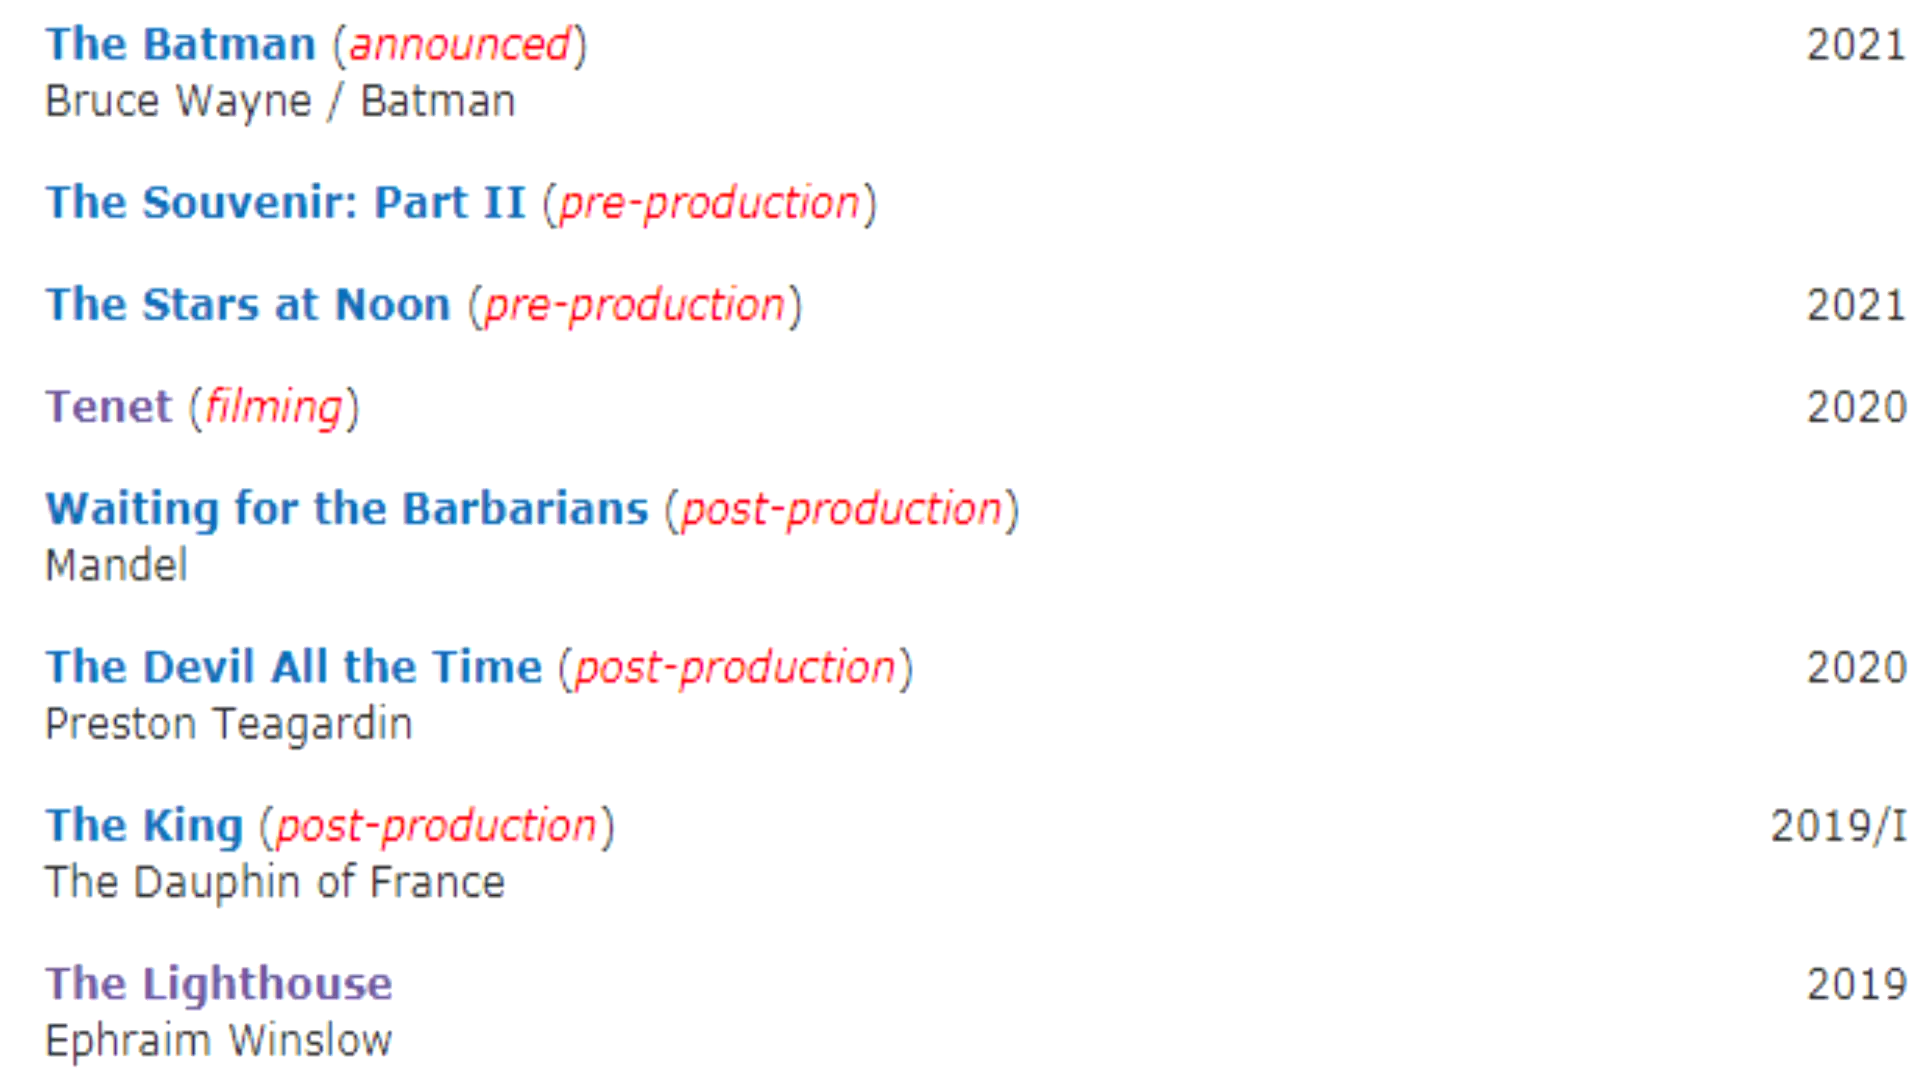 The Batman (announced) 2021
Bruce Wayne / Batman
The Souvenir: Part II (pre-production)
The Stars at Noon (pre-production) 2021
Tenet (filming) 2020
Waiting for the Barbarians (post-production)
Mandel
The Devil All the Time (post-production) 2020
Preston Teagardin
The King (post-production) 2019/I
The Dauphin of France
The Lighthouse 2019
Ephraim Winslow